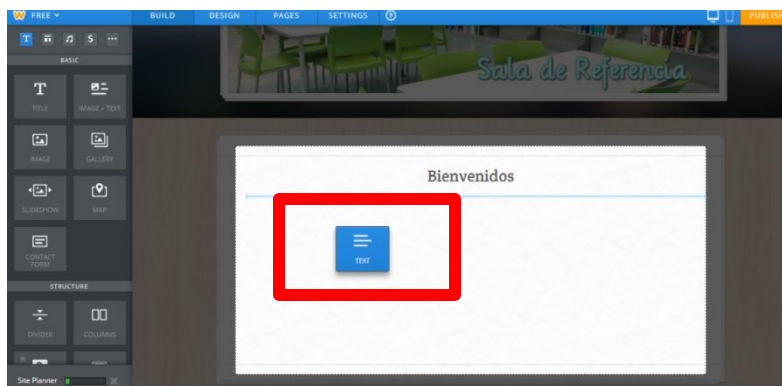 FREE BUILD DESIGN PAGES SETTINGS ? PUBLISH
T S
BASIC
TITLE IMAGE + TEXT
IMAGE GALLERY
SLIDESHOW MAP
CONTACT
FORM
STRUCTURE
DIVIDER COLUMNS
Site Planner
Sala de Referencia
Bienvenidos
TEXT